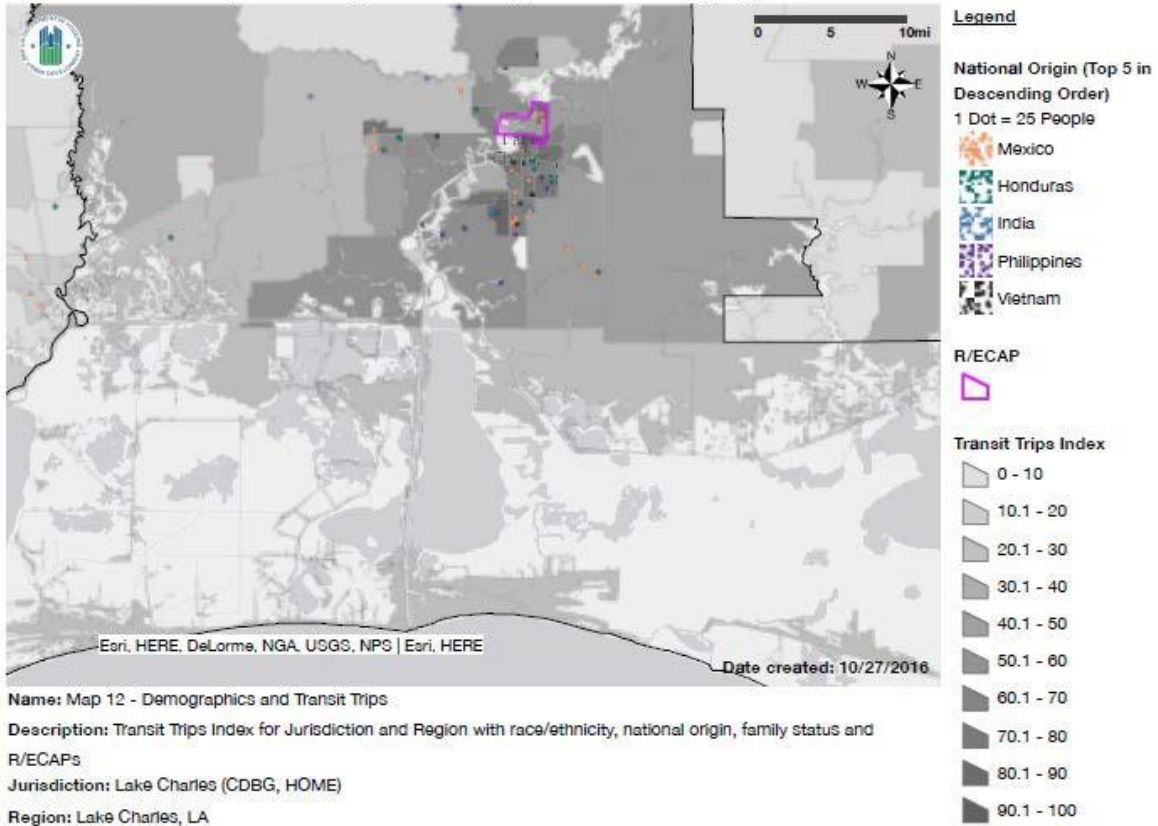 0 5 10mi
N
W E
S
Esri, HERE, DeLorme, NGA, USGS, NPS | Esri, HERE
Date created: 10/27/2016
Legend
National Origin (Top 5 in
Descending Order)
1 Dot = 25 People
Mexico
Honduras
India
Philippines
Vietnam
R/ECAP
Transit Trips Index
0 - 10
10.1 - 20
20.1 - 30
30.1 - 40
40.1 - 50
50.1 - 60
60.1 - 70
70.1 - 80
80.1 - 90
90.1 - 100
Name: Map 12 - Demographics and Transit Trips
Description: Transit Trips Index for Jurisdiction and Region with race/ethnicity, national origin, family status and
R/ECAPs
Jurisdiction: Lake Charles (CDBG, HOME)
Region: Lake Charles, LA